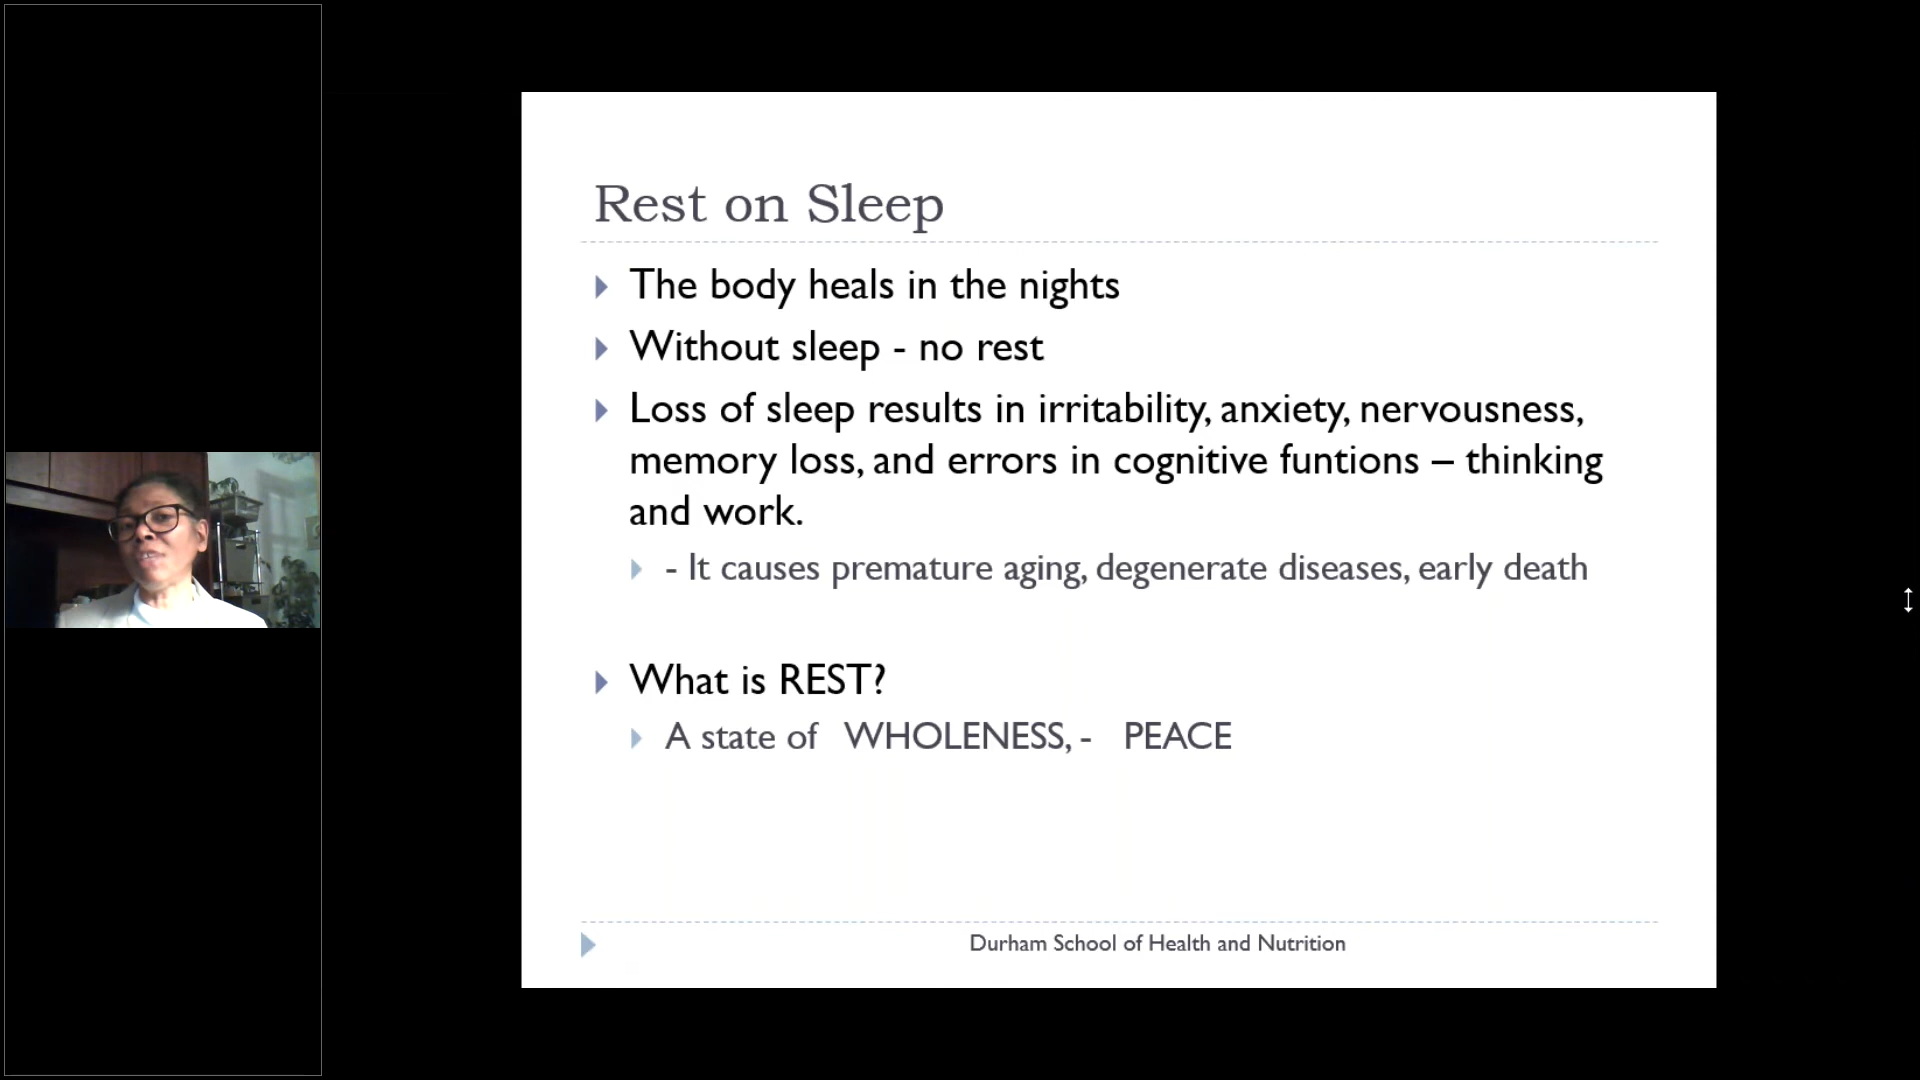 Rest on Sleep
The body heals in the nights
Without sleep - no rest
Loss of sleep results in irritability, anxiety, nervousness,
memory loss, and errors in cognitive funtions – thinking
and work.
- It causes premature aging, degenerate diseases, early death
What is REST?
A state of WHOLENESS, - PEACE
Durham School of Health and Nutrition